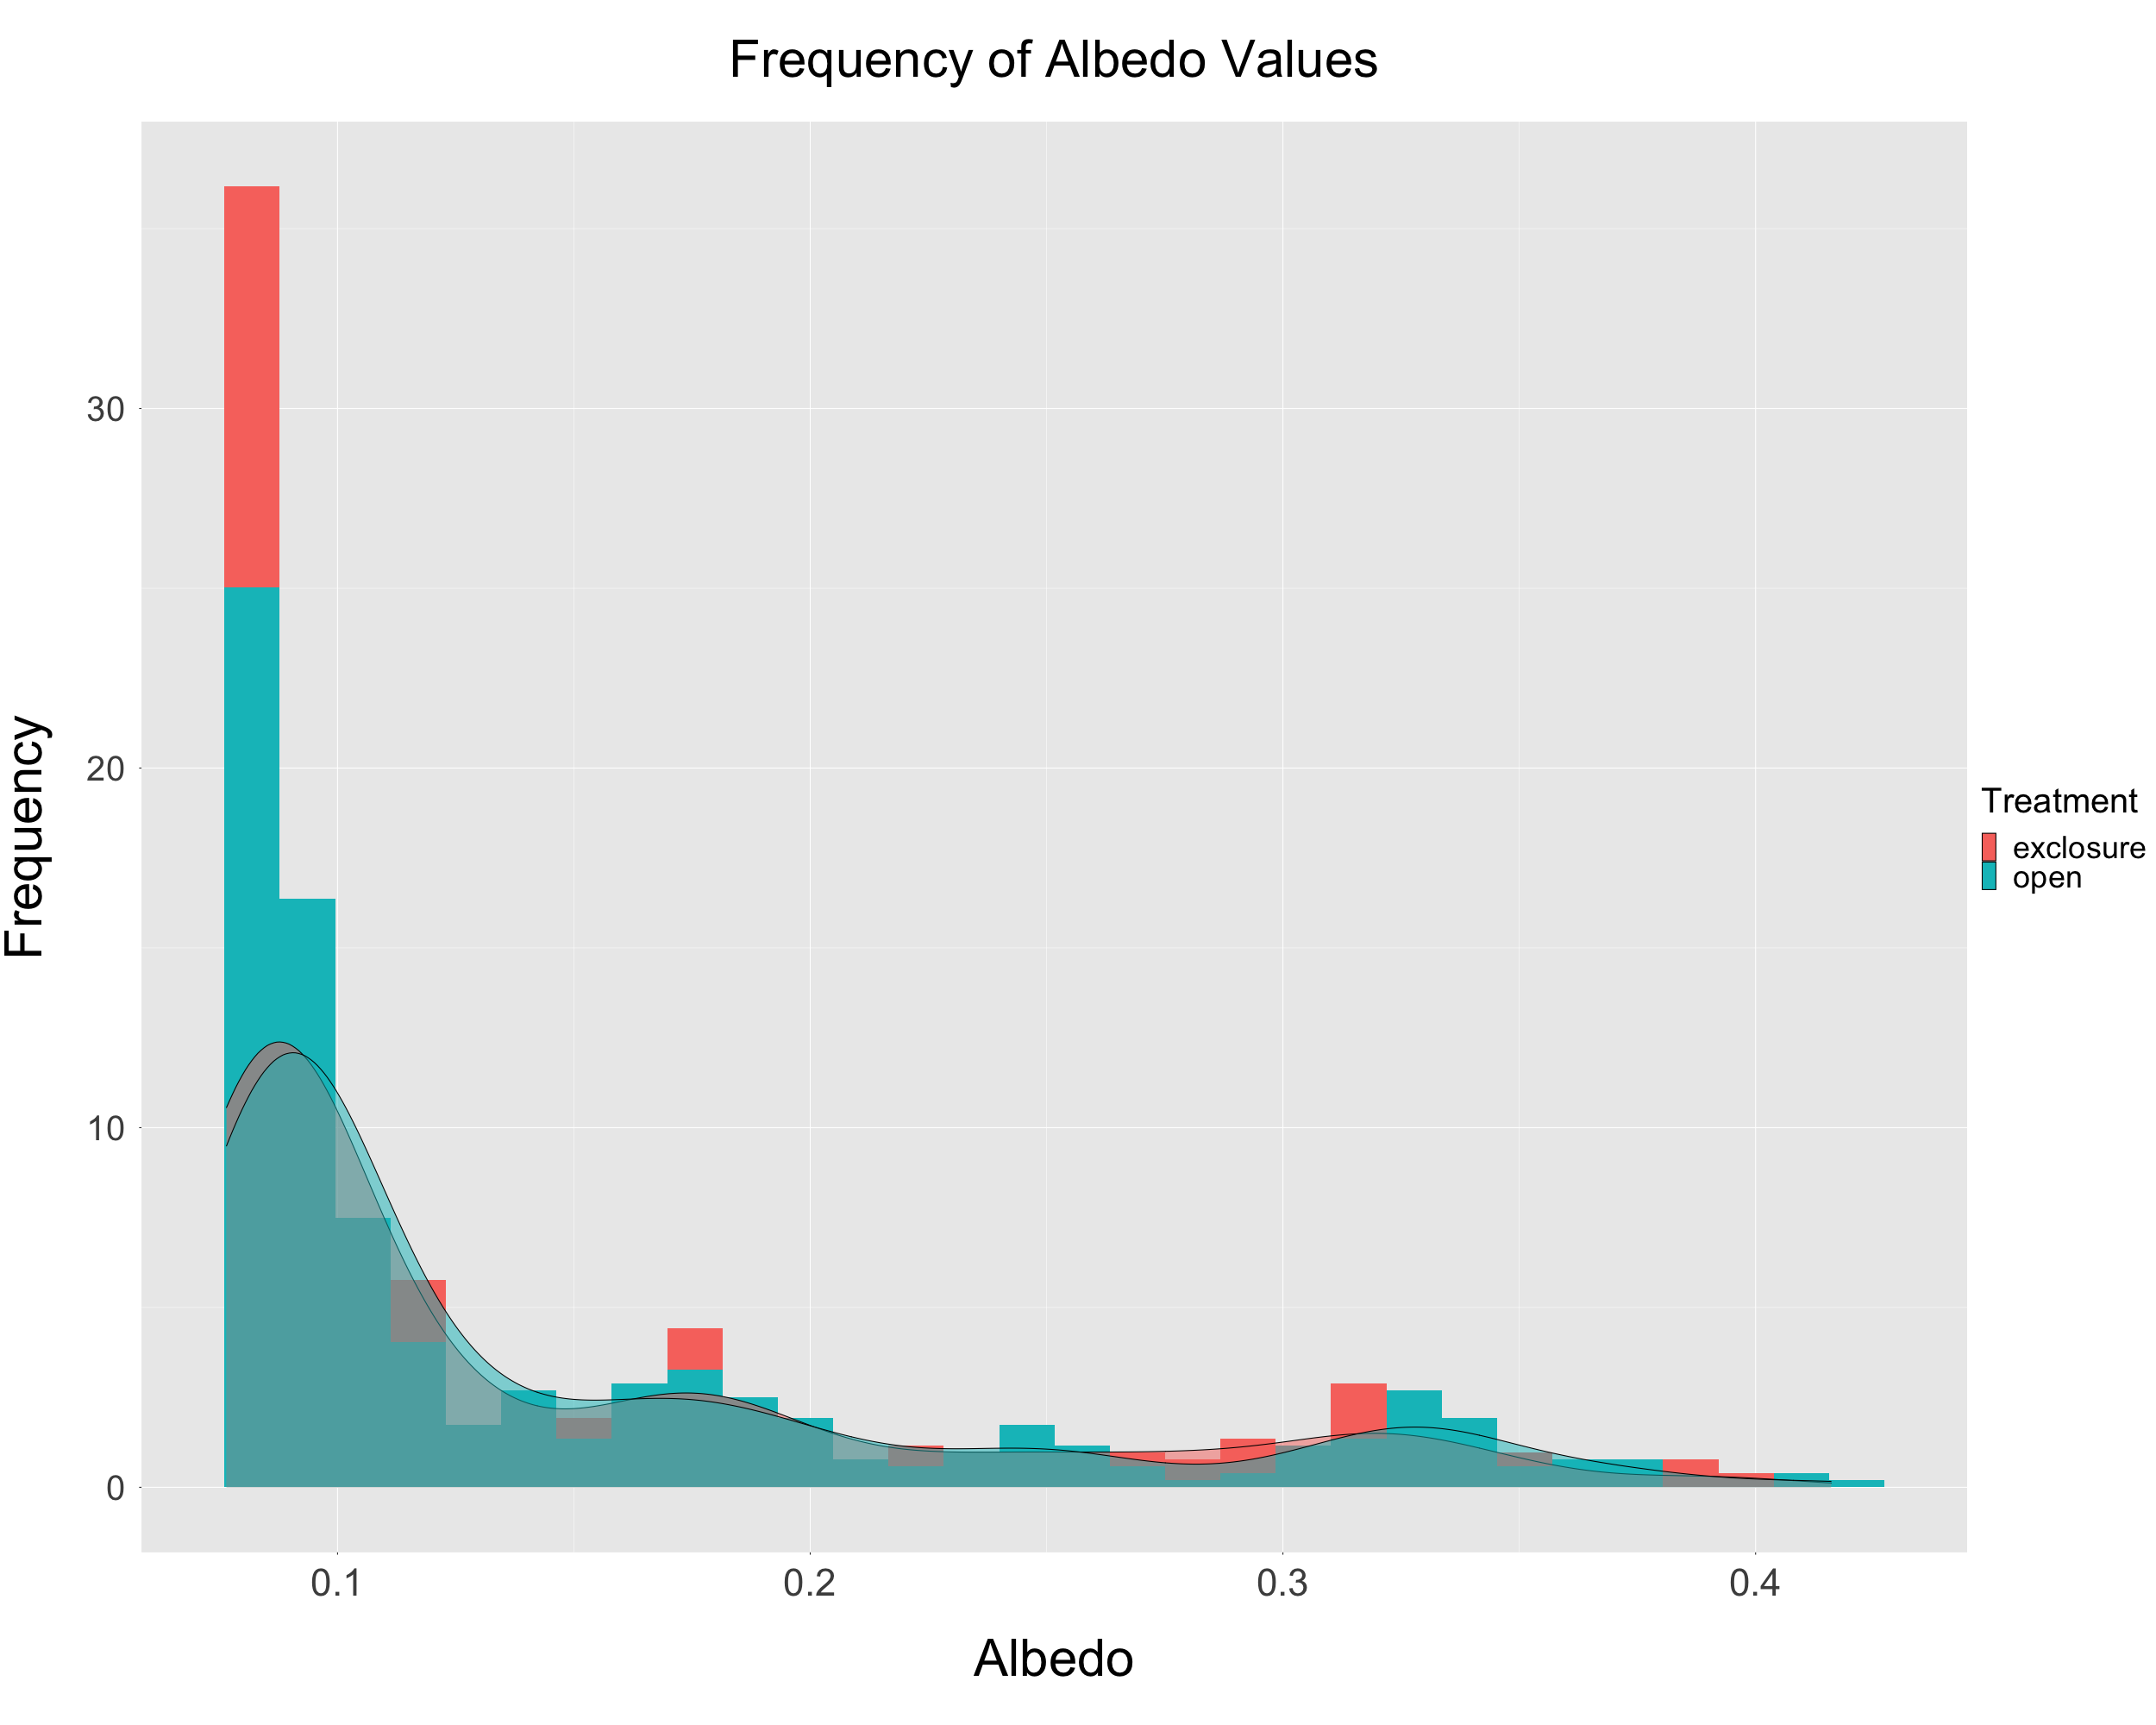 Frequency of Albedo Values
Frequency
30
20
10
0
0.1 0.2 0.3 0.4
Albedo
Treatment
exclosure
open